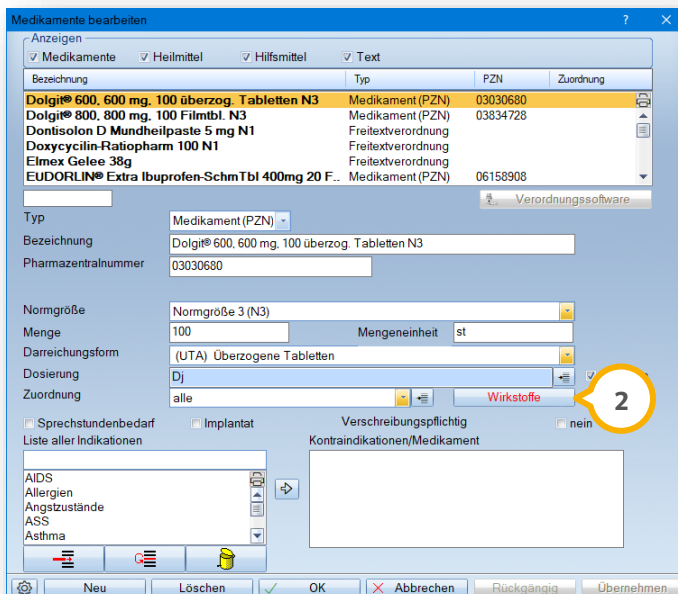 Medikamente bearbeiten ?
Anzeigen
Medikamente Heilmittel Hilfsmittel Text
Bezeichnung Typ PZN Zuordnung
Dolgit® 600, 600 mg, 100 überzog. Tabletten N3 Medikament (PZN) 03030680
Dolgit® 800, 800 mg, 100 Filmtbl. N3 Medikament (PZN) 03834728
Dontisolon D Mundheilpaste 5 mg N1 Freitextverordnung
Doxycycilin-Ratiopharm 100 N1 Freitextverordnung
Elmex Gelee 38g Freitextverordnung
EUDORLIN® Extra Ibuprofen-SchmTbl 400mg 20 F.. Medikament (PZN) 06158908
Verordnungssoftware
Typ Medikament (PZN)
Bezeichnung Dolgit® 600, 600 mg, 100 überzog. Tabletten N3
Pharmazentralnummer 03030680
Normgröße Normgröße 3 (N3)
Menge 100 Mengeneinheit st
Darreichungsform (UTA) Überzogene Tabletten
Dosierung Dj
Zuordnung alle Wirkstoffe 2
Sprechstundenbedarf Implantat Verschreibungspflichtig nein
Liste aller Indikationen Kontraindikationen/Medikament
AIDS
Allergien
Angstzustände
ASS
Asthma
Neu Löschen OK Abbrechen Rückgängig Übernehmen